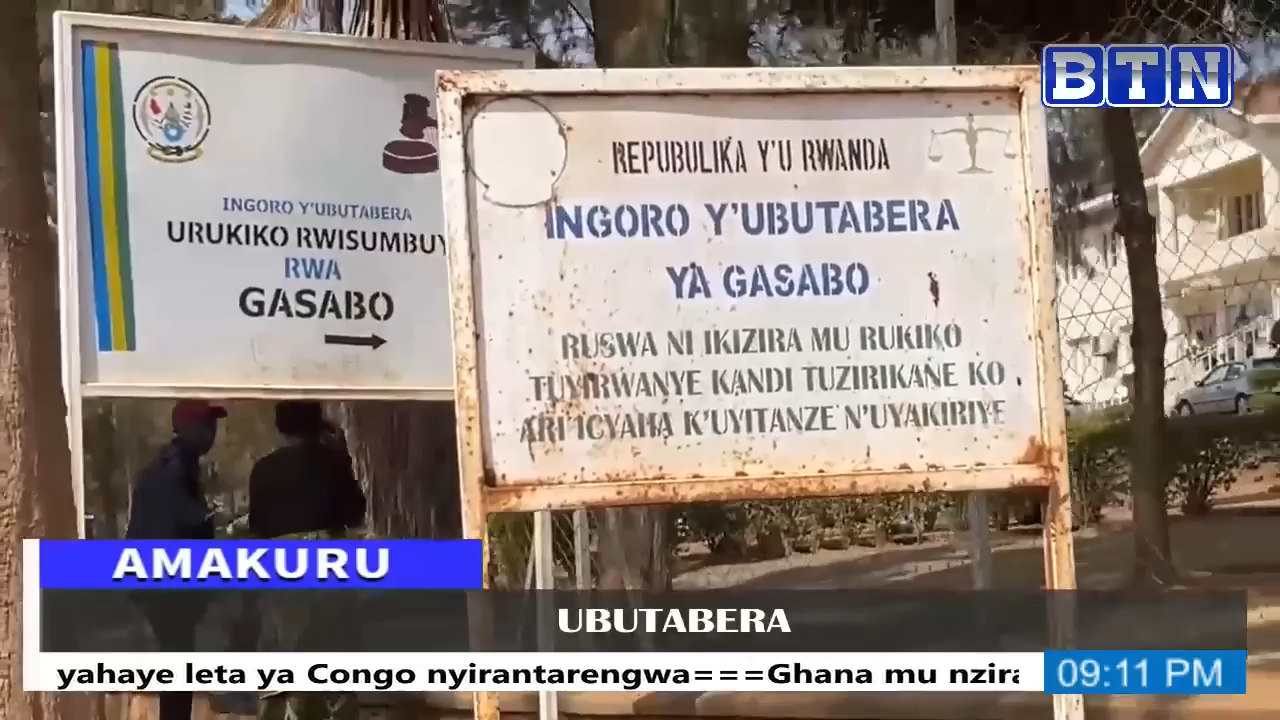 BTN
INGORO Y'UBUTABERA
URUKIKO RWISUMBUY
RWA
GASABO
REPUBULIKA Y'U RWANDA
INGORO Y'UBUTABERA
YA GASABO
RUSWA NI IKIZIRA MU RUKIKO
TUYIRWANYE KANDI TUZIRIKANE KO
ARI ICYAHA K'UYITANZE N'UYAKIRIYE
AMAKURU
UBUTABERA
yahaye leta ya Congo nyirantarengwa===Ghana mu nzira
09:11 PM